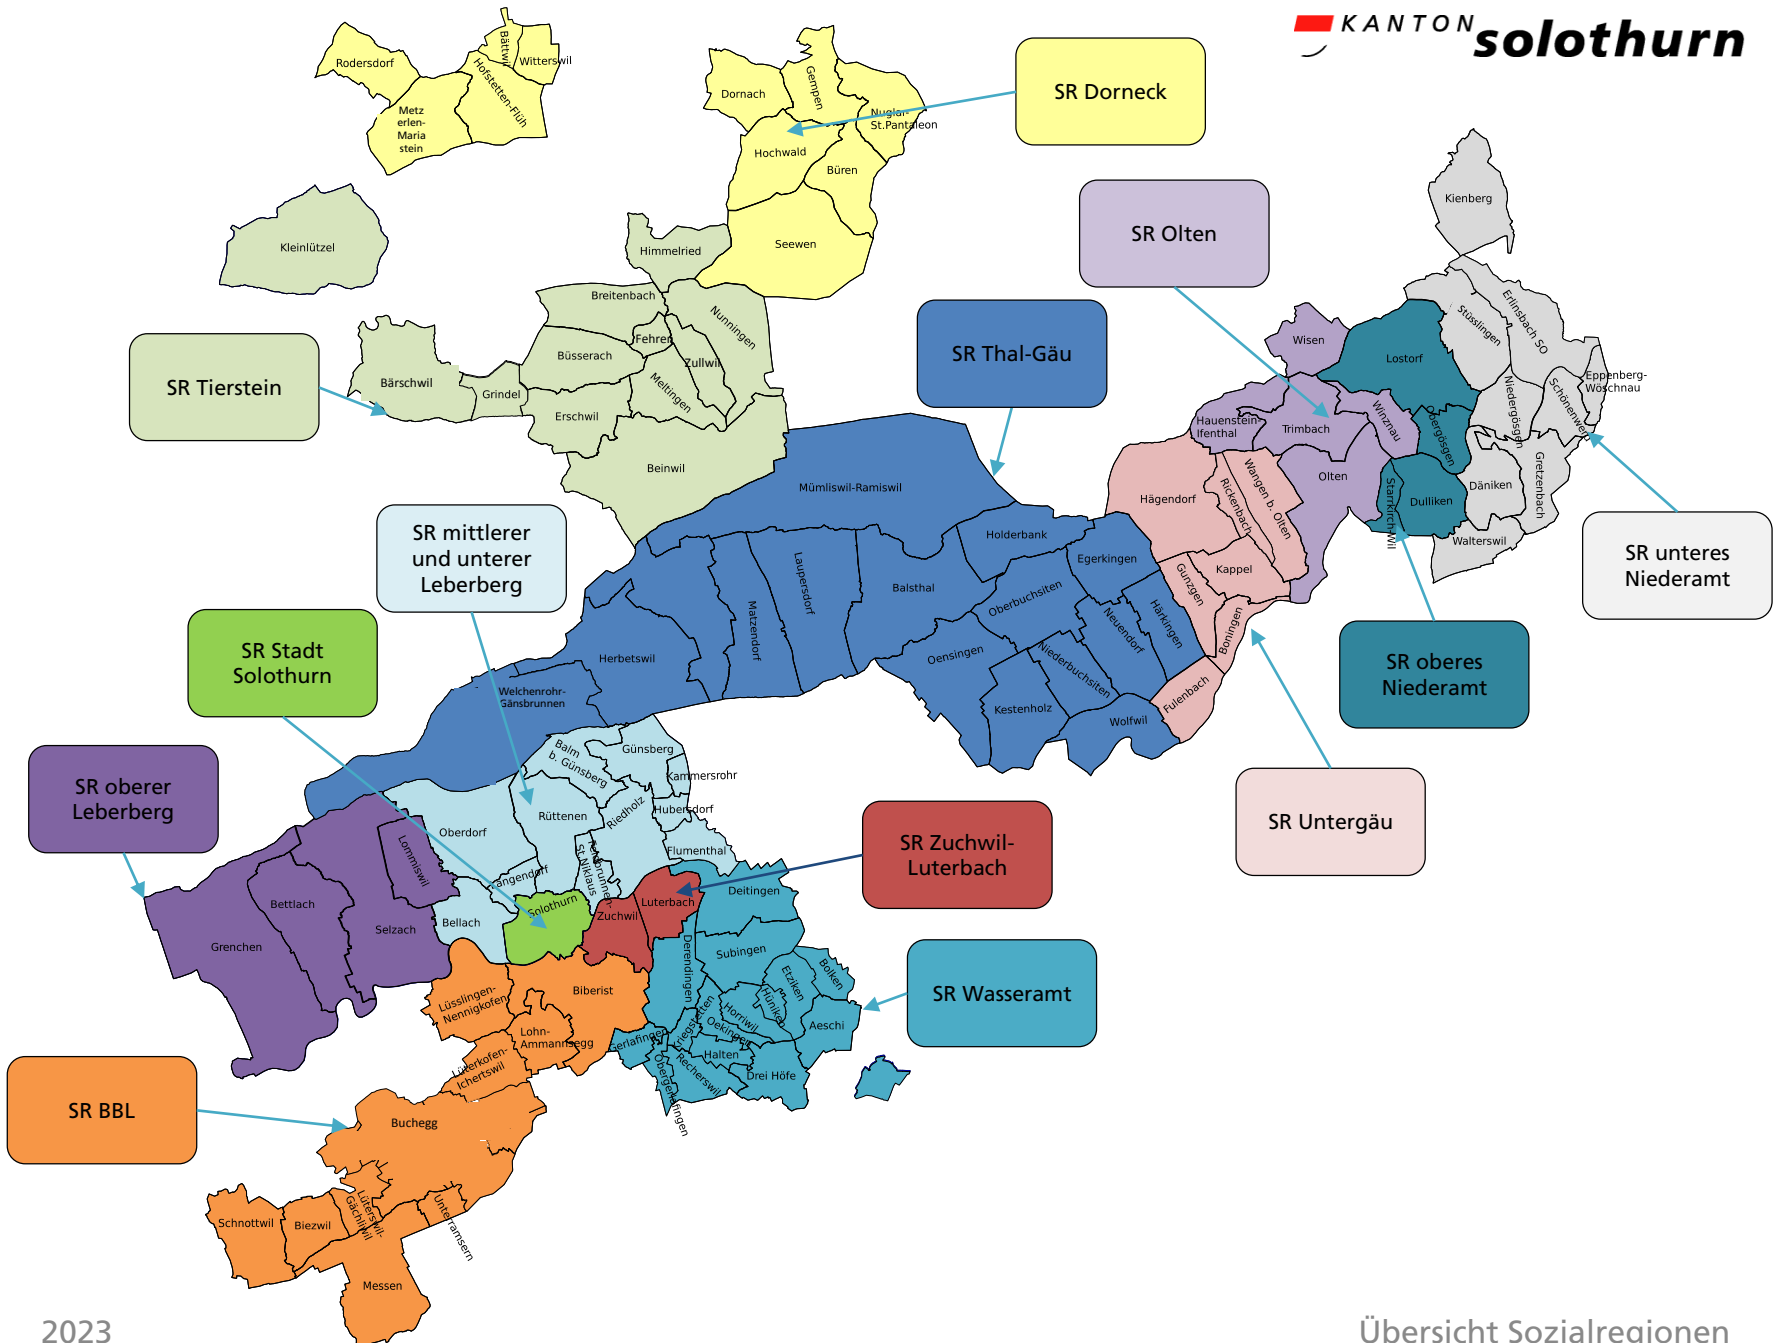 KANTON solothurn
Rodersdorf
Bättwil
Witterswil
Hofstetten-Flüh
Metz
erlen-
Maria
stein
Dornach
Gempen
Nuglar-
St.Pantaleon
Hochwald
Büren
Seewen
SR Dorneck
Kienberg
SR Olten
Kleinlützel
Himmelried
Breitenbach
Nunningen
Fehren
Büsserach
Zullwil
Meltingen
Bärschwil
Grindel
Erschwil
Beinwil
SR Tierstein
SR Thal-Gäu
Wisen
Lostorf
Stüsslingen
Erlinsbach SO
Eppenberg-
Wöschnau
Schönenwerd
Niedergösgen
Obergösgen
Winznau
Trimbach
Hauenstein-
Ifenthal
Olten
Starrkirch-Wil
Dulliken
Däniken
Gretzenbach
Walterswil
Hägendorf
Rickenbach
Wangen b. Olten
Kappel
Gunzgen
Boningen
Fulenbach
SR unteres
Niederamt
SR oberes
Niederamt
SR Untergäu
Mümliswil-Ramiswil
Holderbank
Egerkingen
Balsthal
Laupersdorf
Matzendorf
Herbetswil
Welchenrohr-
Gänsbrunnen
Oberbuchsiten
Oensingen
Niederbuchsiten
Neuendorf
Härkingen
Kestenholz
Wolfwil
SR mittlerer
und unterer
Leberberg
SR Stadt
Solothurn
SR oberer
Leberberg
Balm
b. Günsberg
Günsberg
Kammersrohr
Hubersdorf
Riedholz
Rüttenen
Flumenthal
Oberdorf
Langendorf
Feldbrunnen-
St.Niklaus
Bellach
Lommiswil
Bettlach
Selzach
Grenchen
Solothurn
Zuchwil
Luterbach
SR Zuchwil-
Luterbach
Deitingen
Subingen
Derendingen
Etziken
Bolken
Hüniken
Horriwil
Aeschi
Kriegstetten
Oekingen
Halten
Drei Höfe
Recherswil
Gerlafingen
Obergerlafingen
SR Wasseramt
Biberist
Lüsslingen-
Nennigkofen
Lohn-
Ammannsegg
Lüterkofen-
Ichertswil
Buchegg
SR BBL
Schnottwil
Biezwil
Lüterswil-
Gächliwil
Unterramsern
Messen
2023
Übersicht Sozialregionen